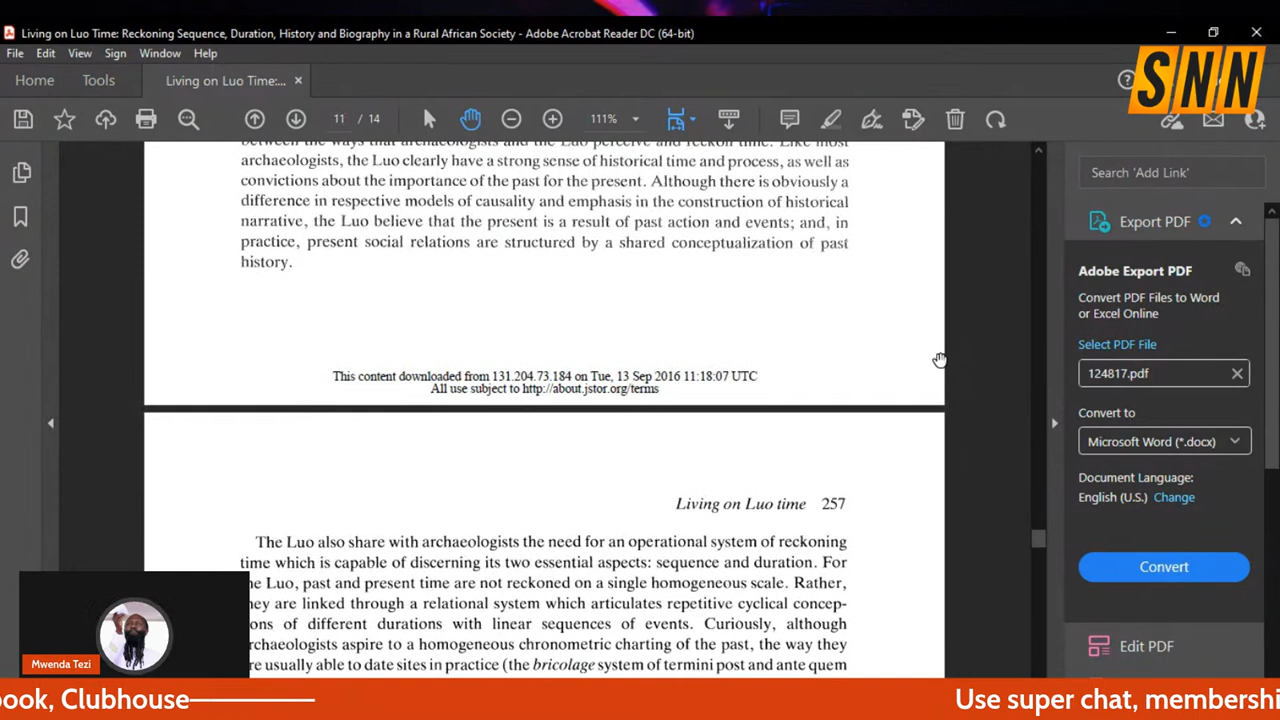 Living on Luo Time: Reckoning Sequence, Duration, History and Biography in a Rural African Society - Adobe Acrobat Reader DC (64-bit)
File Edit View Sign Window Help
SNN
Home Tools Living on Luo Time:... ×
11 / 14 111%
between the ways that archaeologists and the Luo perceive and reckon time. Like most
archaeologists, the Luo clearly have a strong sense of historical time and process, as well as
convictions about the importance of the past for the present. Although there is obviously a
difference in respective models of causality and emphasis in the construction of historical
narrative, the Luo believe that the present is a result of past action and events; and, in
practice, present social relations are structured by a shared conceptualization of past
history.
This content downloaded from 131.204.73.184 on Tue, 13 Sep 2016 11:18:07 UTC
All use subject to http://about.jstor.org/terms
Living on Luo time 257
The Luo also share with archaeologists the need for an operational system of reckoning
time which is capable of discerning its two essential aspects: sequence and duration. For
he Luo, past and present time are not reckoned on a single homogeneous scale. Rather,
hey are linked through a relational system which articulates repetitive cyclical concep-
ons of different durations with linear sequences of events. Curiously, although
rchaeologists aspire to a homogeneous chronometric charting of the past, the way they
re usually able to date sites in practice (the bricolage system of termini post and ante quem
Search 'Add Link'
Export PDF
Adobe Export PDF
Convert PDF Files to Word
or Excel Online
Select PDF File
124817.pdf
Convert to
Microsoft Word (*.docx)
Document Language:
English (U.S.) Change
Convert
Edit PDF
Mwenda Tezi
book, Clubhouse
Use super chat, membershi